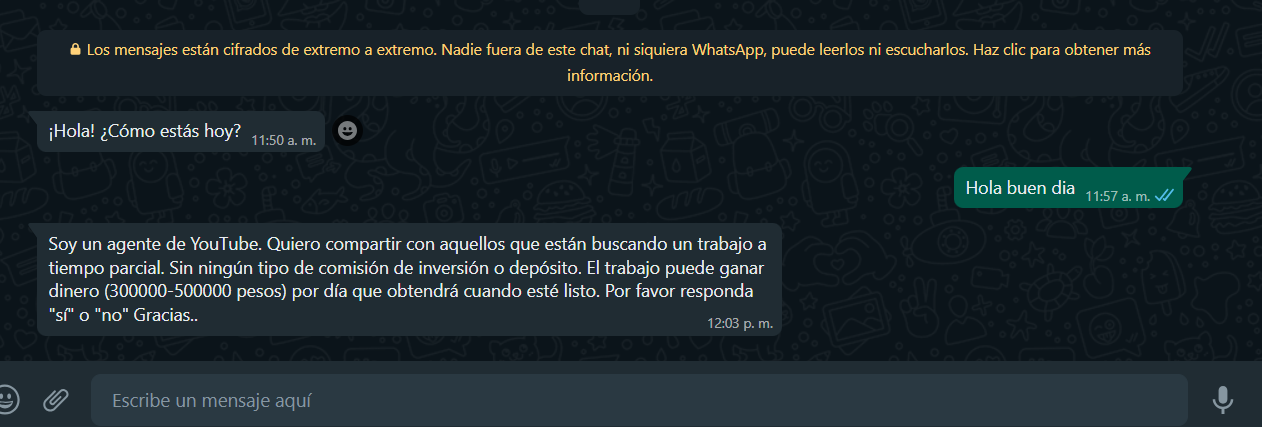 Los mensajes están cifrados de extremo a extremo. Nadie fuera de este chat, ni siquiera WhatsApp, puede leerlos ni escucharlos. Haz clic para obtener más
información.
¡Hola! ¿Cómo estás hoy? 11:50 a. m.
Hola buen dia 11:57 a. m.
Soy un agente de YouTube. Quiero compartir con aquellos que están buscando un trabajo a
tiempo parcial. Sin ningún tipo de comisión de inversión o depósito. El trabajo puede ganar
dinero (300000-500000 pesos) por día que obtendrá cuando esté listo. Por favor responda
"sí" o "no" Gracias..
12:03 p. m.
Escribe un mensaje aquí